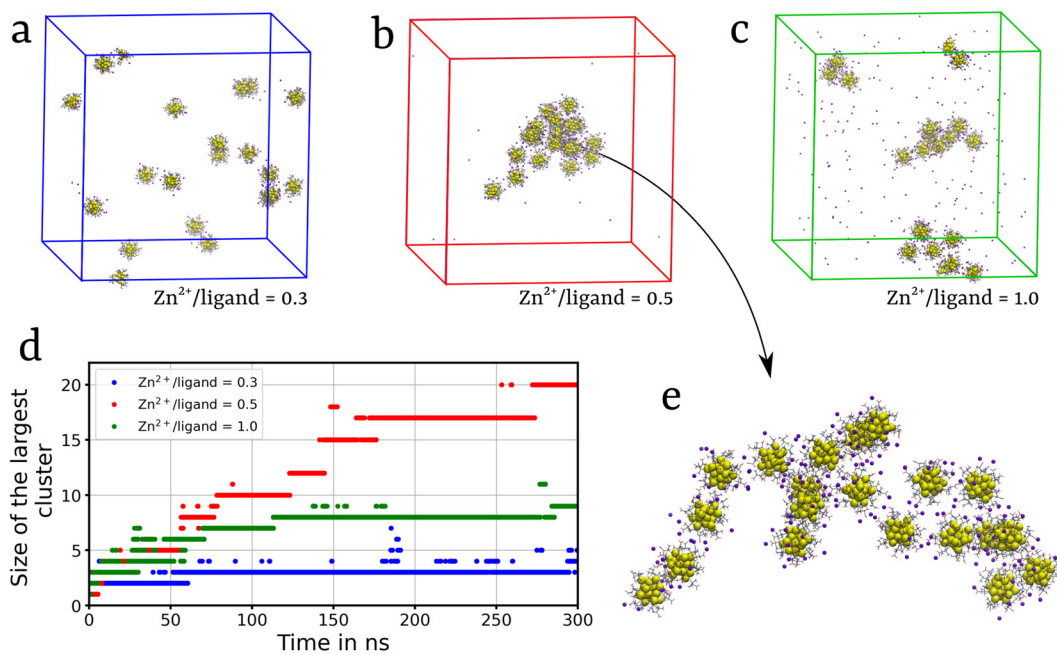 a
b
c
Zn²⁺/ligand = 0.3
Zn²⁺/ligand = 0.5
Zn²⁺/ligand = 1.0
d
Size of the largest
cluster
20
15
10
5
0
Zn²⁺/ligand = 0.3
Zn²⁺/ligand = 0.5
Zn²⁺/ligand = 1.0
0
50
100
150
200
250
300
Time in ns
e